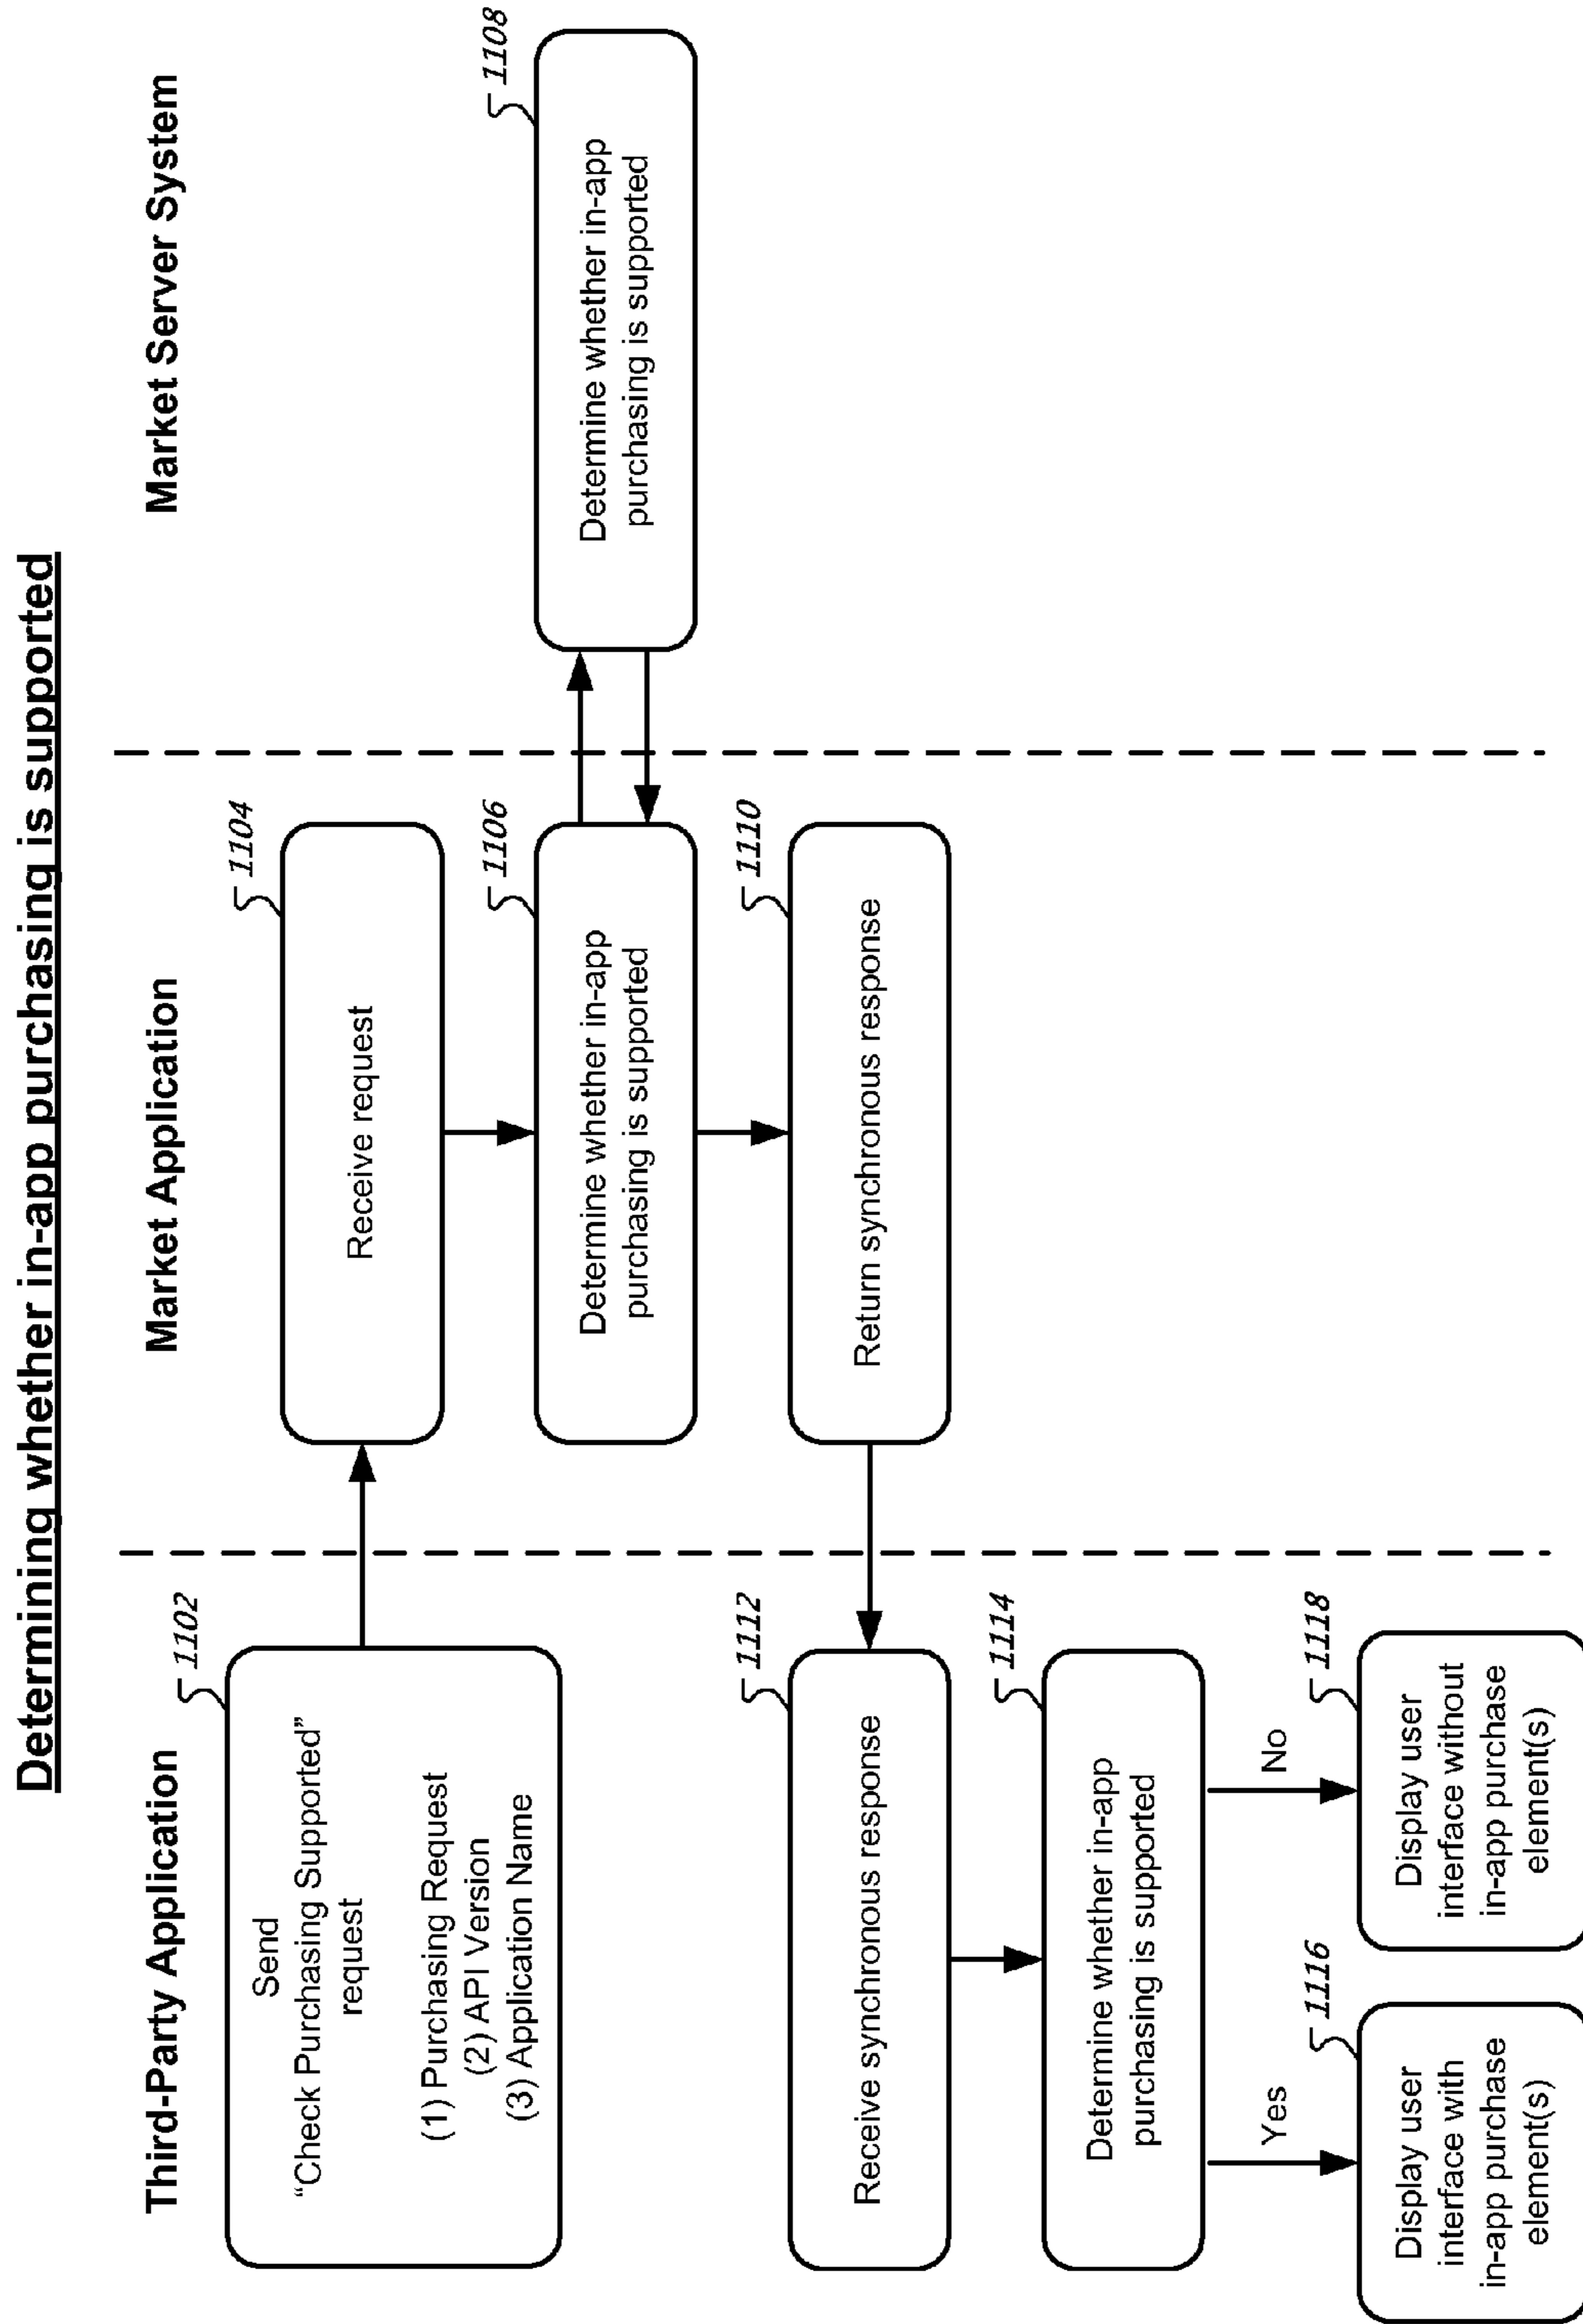 Determining whether in-app purchasing is supported
Third-Party Application
Market Application
Market Server System
1102
Send
“Check Purchasing Supported”
request
(1) Purchasing Request
(2) API Version
(3) Application Name
1104
Receive request
1106
Determine whether in-app
purchasing is supported
1108
Determine whether in-app
purchasing is supported
1110
Return synchronous response
1112
Receive synchronous response
1114
Determine whether in-app
purchasing is supported
Yes
No
1116
Display user
interface with
in-app purchase
element(s)
1118
Display user
interface without
in-app purchase
element(s)